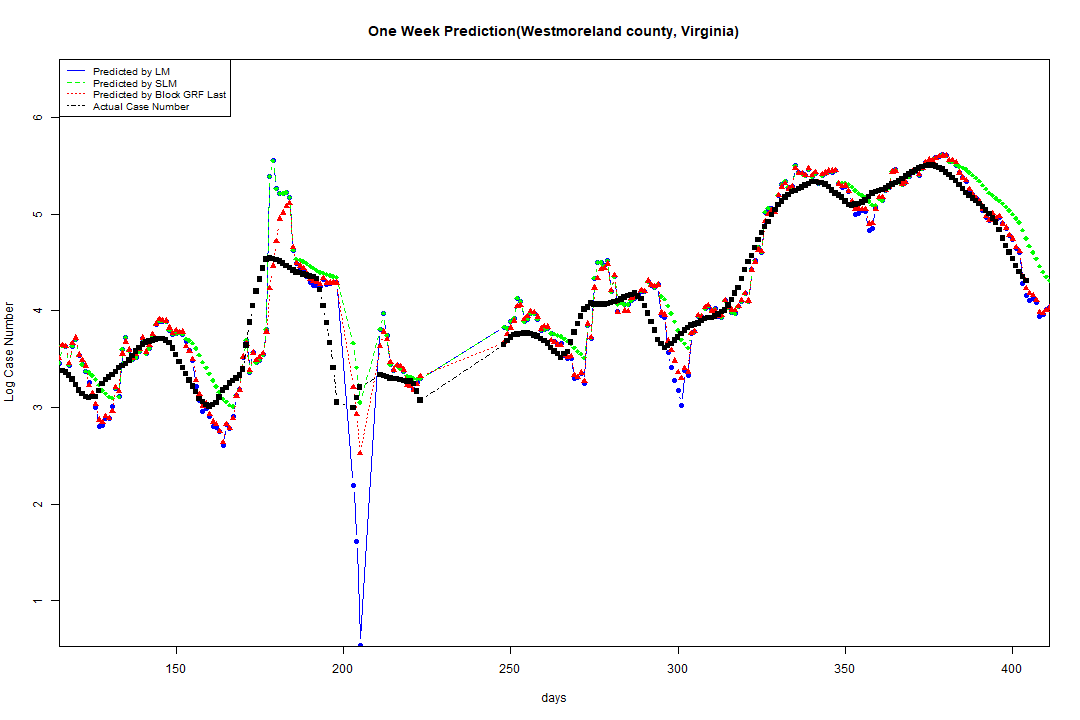 One Week Prediction(Westmoreland county, Virginia)
Predicted by LM
Predicted by SLM
Predicted by Block GRF Last
Actual Case Number
Log Case Number
6
5
4
3
2
1
150 200 250 300 350 400
days